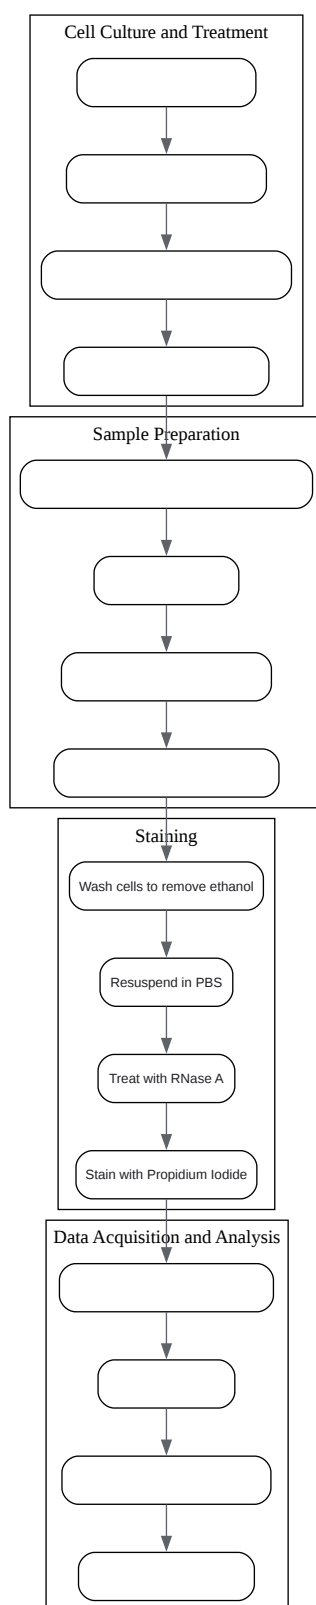 Cell Culture and Treatment
Sample Preparation
Staining
Wash cells to remove ethanol
Resuspend in PBS
Treat with RNase A
Stain with Propidium Iodide
Data Acquisition and Analysis